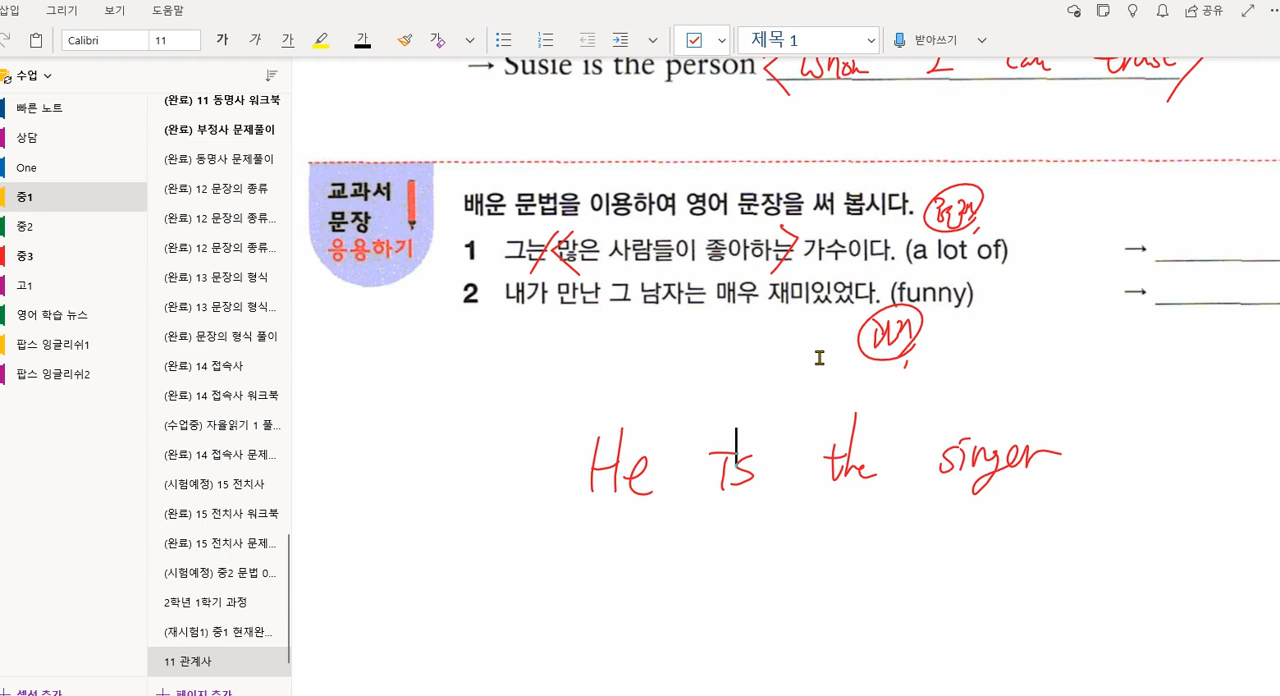 삽입 그리기 보기 도움말 공유
Calibri 11 가 가 가 가 제목 1 받아쓰기
수업
빠른 노트
상담
One
중1
중2
중3
고1
영어 학습 뉴스
팝스 잉글리쉬1
팝스 잉글리쉬2
(완료) 11 동명사 워크북
(완료) 부정사 문제풀이
(완료) 동명사 문제풀이
(완료) 12 문장의 종류
(완료) 12 문장의 종류...
(완료) 12 문장의 종류...
(완료) 13 문장의 형식
(완료) 13 문장의 형식...
(완료) 문장의 형식 풀이
(완료) 14 접속사
(완료) 14 접속사 워크북
(수업중) 자율읽기 1 풀...
(완료) 14 접속사 문제...
(시험예정) 15 전치사
(완료) 15 전치사 워크북
(완료) 15 전치사 문제...
(시험예정) 중2 문법 0...
2학년 1학기 과정
(재시험1) 중1 현재완...
11 관계사
섹션 추가
페이지 추가
→ Susie is the person whom I can trust
교과서
문장
응용하기
배운 문법을 이용하여 영어 문장을 써 봅시다.
1 그는 많은 사람들이 좋아하는 가수이다. (a lot of) →
2 내가 만난 그 남자는 매우 재미있었다. (funny) →
He is the singer